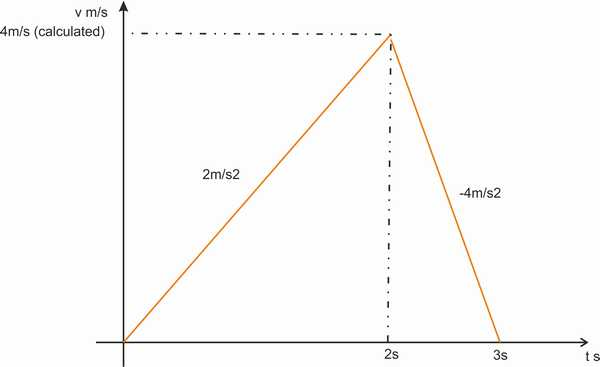 v m/s
4m/s (calculated)
2m/s2
-4m/s2
2s
3s
t s